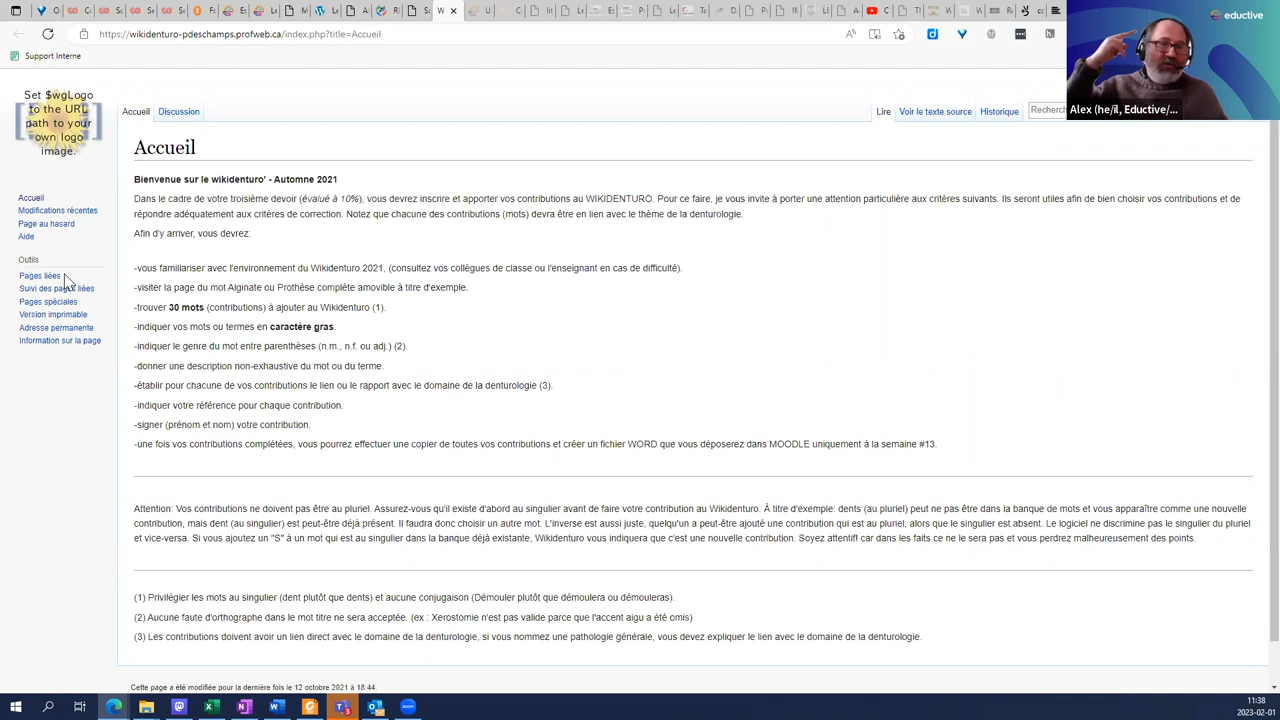 https://wikidenturo-pdeschamps.profweb.ca/index.php?title=Accueil
Support Interne
eductive
Alex (he/il, Eductive/...
Set $wgLogo
to the URL
path to your
own logo
image.
Accueil
Discussion
Lire
Voir le texte source
Historique
Recherch
Accueil
Modifications récentes
Page au hasard
Aide
Outils
Pages liées
Suivi des pages liées
Pages spéciales
Version imprimable
Adresse permanente
Information sur la page
Accueil
Bienvenue sur le wikidenturo' - Automne 2021
Dans le cadre de votre troisième devoir (évalué à 10%), vous devrez inscrire et apporter vos contributions au WIKIDENTURO. Pour ce faire, je vous invite à porter une attention particulière aux critères suivants. Ils seront utiles afin de bien choisir vos contributions et de
répondre adéquatement aux critères de correction. Notez que chacune des contributions (mots) devra être en lien avec le thème de la denturologie.
Afin d'y arriver, vous devrez:
-vous familiariser avec l'environnement du Wikidenturo 2021, (consultez vos collègues de classe ou l'enseignant en cas de difficulté).
-visiter la page du mot Alginate ou Prothèse complète amovible à titre d'exemple.
-trouver 30 mots (contributions) à ajouter au Wikidenturo (1).
-indiquer vos mots ou termes en caractère gras.
-indiquer le genre du mot entre parenthèses (n.m., n.f. ou adj.) (2).
-donner une description non-exhaustive du mot ou du terme.
-établir pour chacune de vos contributions le lien ou le rapport avec le domaine de la denturologie (3).
-indiquer votre référence pour chaque contribution.
-signer (prénom et nom) votre contribution.
-une fois vos contributions complétées, vous pourrez effectuer une copier de toutes vos contributions et créer un fichier WORD que vous déposerez dans MOODLE uniquement à la semaine #13.
Attention: Vos contributions ne doivent pas être au pluriel. Assurez-vous qu'il existe d'abord au singulier avant de faire votre contribution au Wikidenturo. À titre d'exemple: dents (au pluriel) peut ne pas être dans la banque de mots et vous apparaître comme une nouvelle
contribution, mais dent (au singulier) est peut-être déjà présent. Il faudra donc choisir un autre mot. L'inverse est aussi juste, quelqu'un a peut-être ajouté une contribution qui est au pluriel, alors que le singulier est absent. Le logiciel ne discrimine pas le singulier du pluriel
et vice-versa. Si vous ajoutez un "S" à un mot qui est au singulier dans la banque déjà existante, Wikidenturo vous indiquera que c'est une nouvelle contribution. Soyez attentif! car dans les faits ce ne le sera pas et vous perdrez malheureusement des points.
(1) Privilégier les mots au singulier (dent plutôt que dents) et aucune conjugaison (Démouler plutôt que démoulera ou démouleras).
(2) Aucune faute d'orthographe dans le mot titre ne sera acceptée. (ex : Xerostomie n'est pas valide parce que l'accent aigu a été omis)
(3) Les contributions doivent avoir un lien direct avec le domaine de la denturologie, si vous nommez une pathologie générale, vous devez expliquer le lien avec le domaine de la denturologie.
Cette page a été modifiée pour la dernière fois le 12 octobre 2021 à 18:44.
11:38
2023-02-01